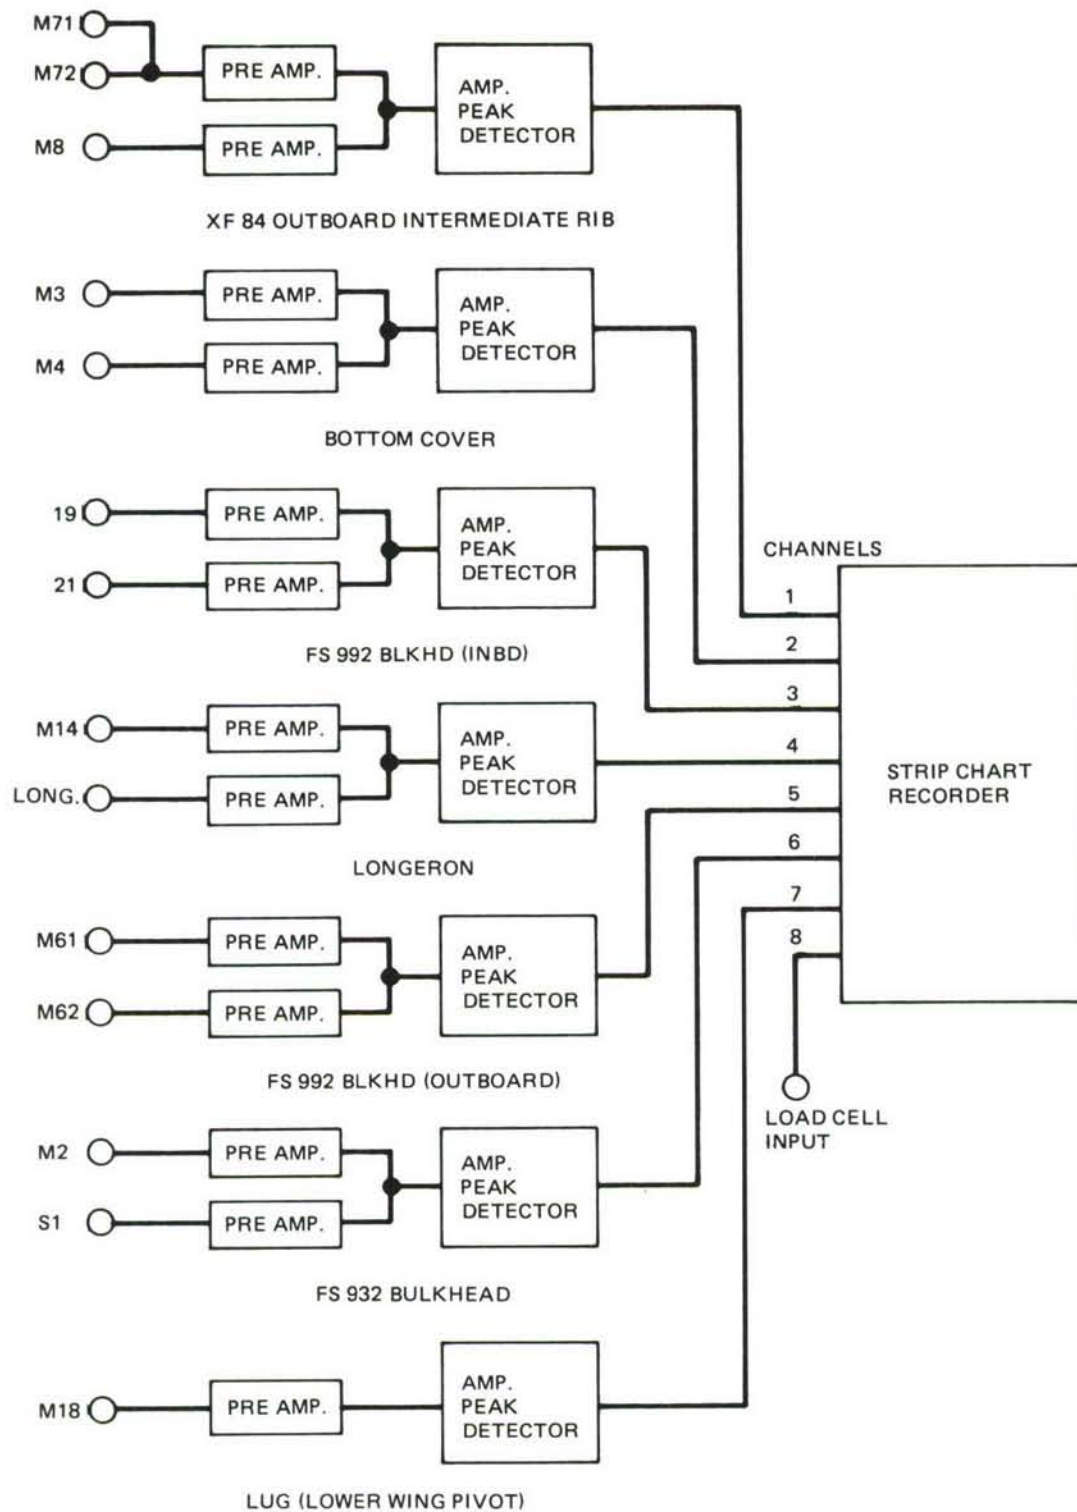 M71
M72
PRE AMP.
AMP.
PEAK
DETECTOR
M8
PRE AMP.
XF 84 OUTBOARD INTERMEDIATE RIB
M3
PRE AMP.
AMP.
PEAK
DETECTOR
M4
PRE AMP.
BOTTOM COVER
19
PRE AMP.
AMP.
PEAK
DETECTOR
21
PRE AMP.
FS 992 BLKHD (INBD)
M14
PRE AMP.
AMP.
PEAK
DETECTOR
LONG.
PRE AMP.
LONGERON
M61
PRE AMP.
AMP.
PEAK
DETECTOR
M62
PRE AMP.
FS 992 BLKHD (OUTBOARD)
M2
PRE AMP.
AMP.
PEAK
DETECTOR
S1
PRE AMP.
FS 932 BULKHEAD
M18
PRE AMP.
AMP.
PEAK
DETECTOR
LUG (LOWER WING PIVOT)
CHANNELS
1
2
3
4
5
6
7
8
STRIP CHART
RECORDER
LOAD CELL
INPUT